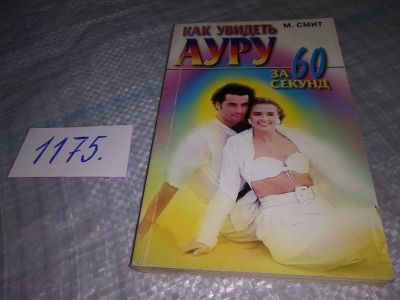 М. СМИТ
КАК УВИДЕТЬ
АУРУ
ЗА 60
СЕКУНД
1175.